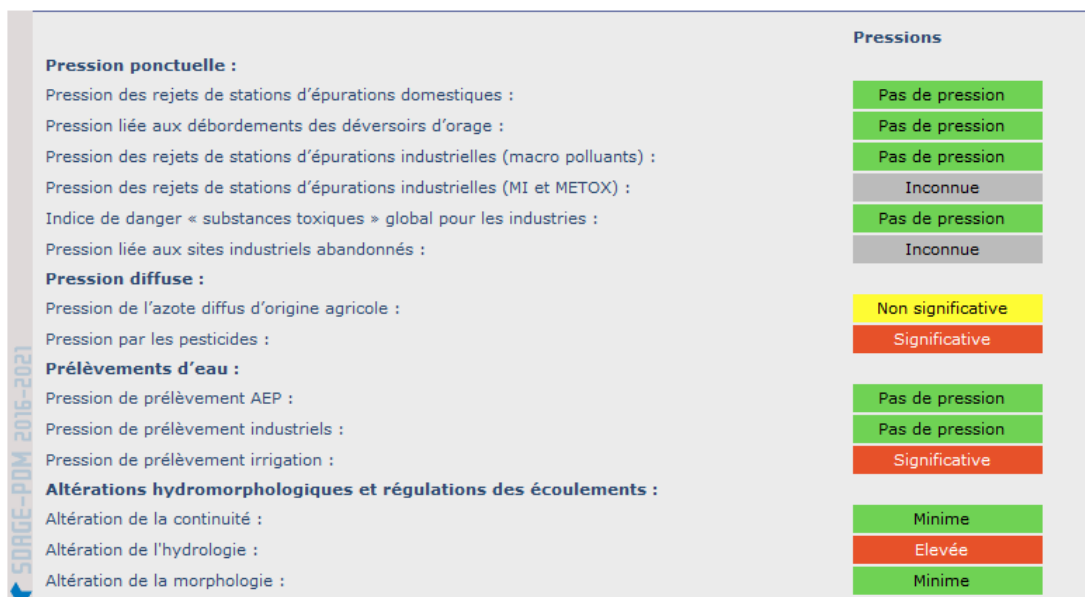 Pressions
Pression ponctuelle :
Pression des rejets de stations d’épurations domestiques : Pas de pression
Pression liée aux débordements des déversoirs d’orage : Pas de pression
Pression des rejets de stations d’épurations industrielles (macro polluants) : Pas de pression
Pression des rejets de stations d’épurations industrielles (MI et METOX) : Inconnue
Indice de danger « substances toxiques » global pour les industries : Pas de pression
Pression liée aux sites industriels abandonnés : Inconnue
Pression diffuse :
Pression de l’azote diffus d’origine agricole : Non significative
Pression par les pesticides : Significative
Prélèvements d’eau :
Pression de prélèvement AEP : Pas de pression
Pression de prélèvement industriels : Pas de pression
Pression de prélèvement irrigation : Significative
Altérations hydromorphologiques et régulations des écoulements :
Altération de la continuité : Minime
Altération de l'hydrologie : Elevée
Altération de la morphologie : Minime
SDAGE-PDM 2016-2021